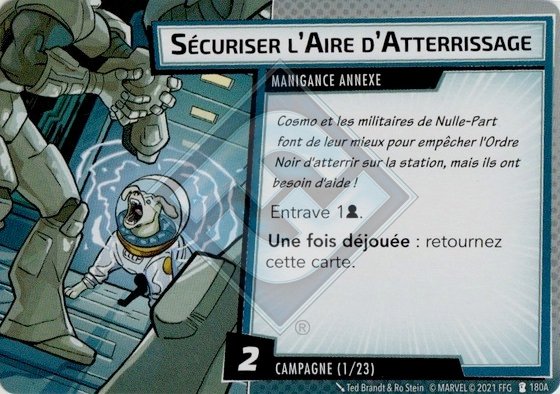 SÉCURISER L'AIRE D'ATTERRISSAGE
MANIGANCE ANNEXE
Cosmo et les militaires de Nulle-Part
font de leur mieux pour empêcher l'Ordre
Noir d'atterrir sur la station, mais ils ont
besoin d'aide !
Entrave 1.
Une fois déjouée : retournez
cette carte.
®
2
CAMPAGNE (1/23)
Ted Brandt & Ro Stein © MARVEL © 2021 FFG 180A